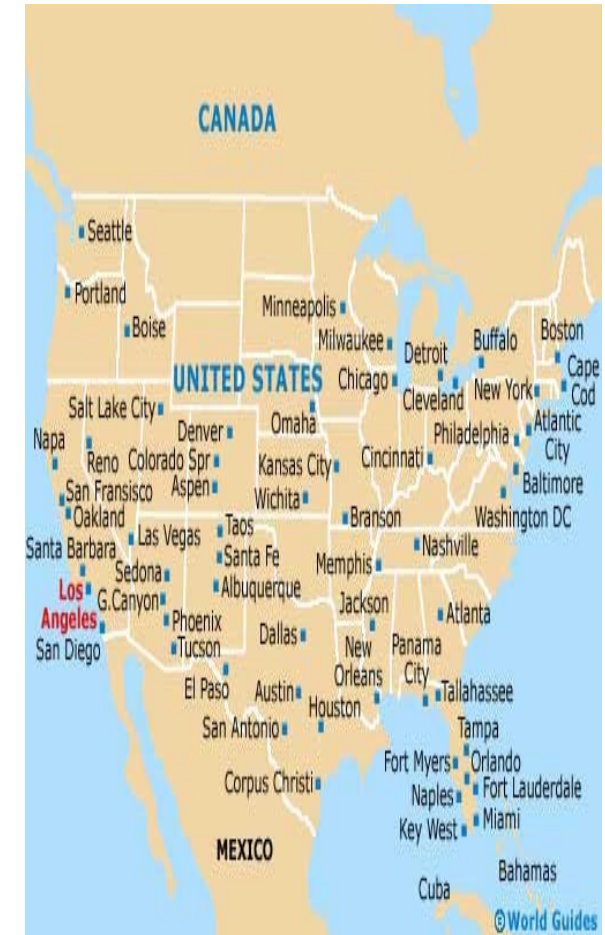 CANADA
Seattle
Portland
Boise
Minneapolis
Milwaukee
Detroit
Buffalo
Boston
UNITED STATES
Chicago
Cleveland
New York
Cape
Cod
Salt Lake City
Omaha
Denver
Philadelphia
Atlantic
City
Napa
Reno
Colorado Spr
Kansas City
Cincinnati
Baltimore
San Fransisco
Aspen
Wichita
Oakland
Branson
Washington DC
Las Vegas
Taos
Santa Barbara
Santa Fe
Nashville
Sedona
Memphis
Los
Angeles
G.Canyon
Albuquerque
Jackson
Atlanta
Phoenix
San Diego
Tucson
Dallas
New
Orleans
Panama
City
El Paso
Austin
Houston
Tallahassee
San Antonio
Tampa
Fort Myers
Orlando
Corpus Christi
Naples
Fort Lauderdale
Key West
Miami
MEXICO
Bahamas
Cuba
©World Guides